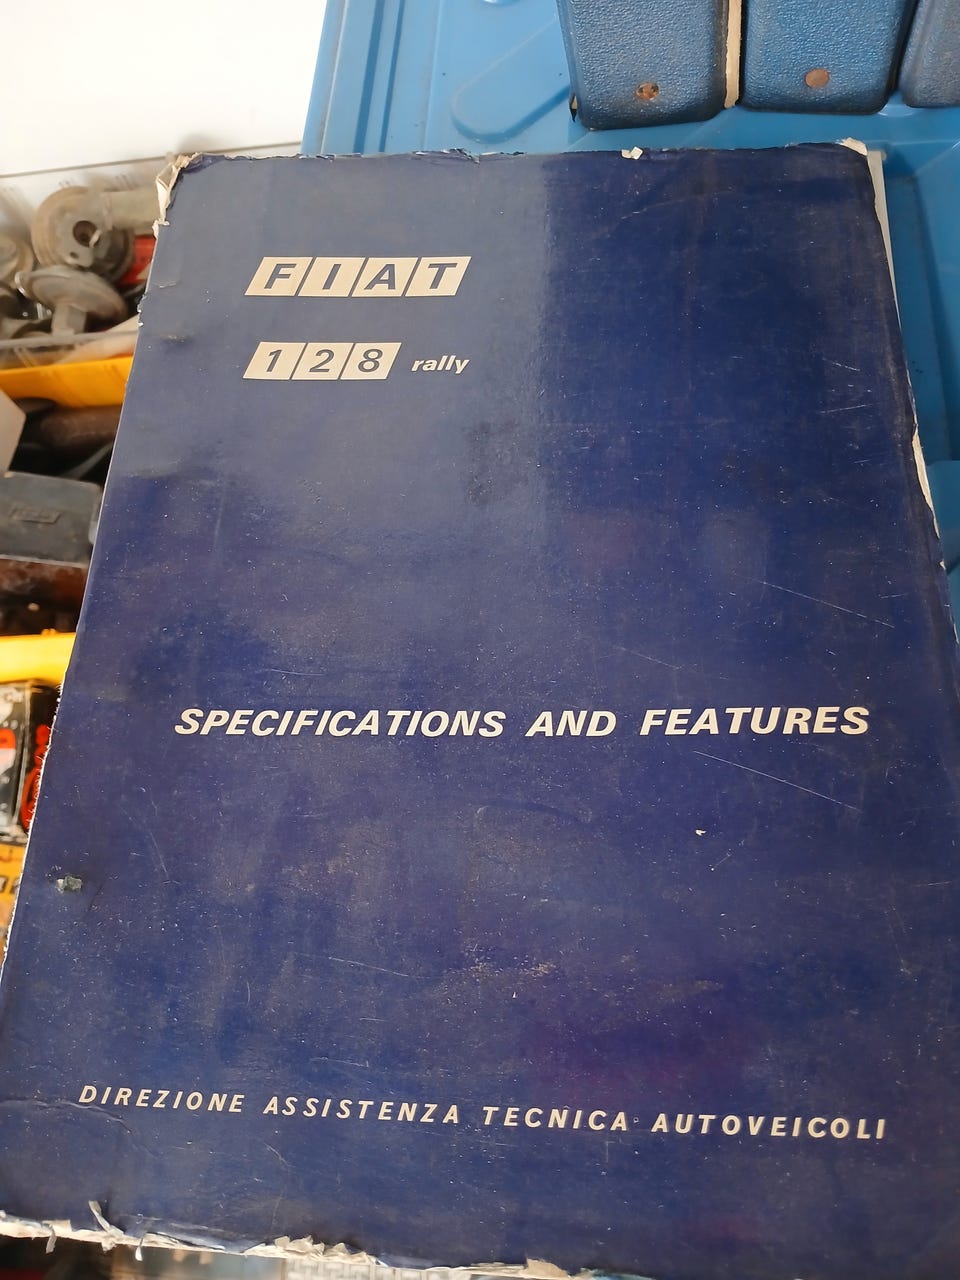 FIAT
128 rally
SPECIFICATIONS AND FEATURES
DIREZIONE ASSISTENZA TECNICA AUTOVEICOLI